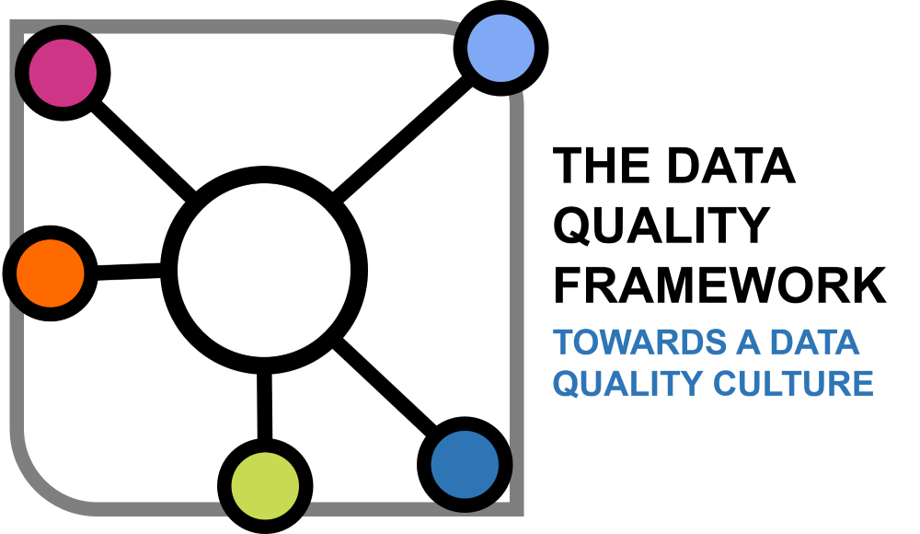 THE DATA
QUALITY
FRAMEWORK
TOWARDS A DATA
QUALITY CULTURE